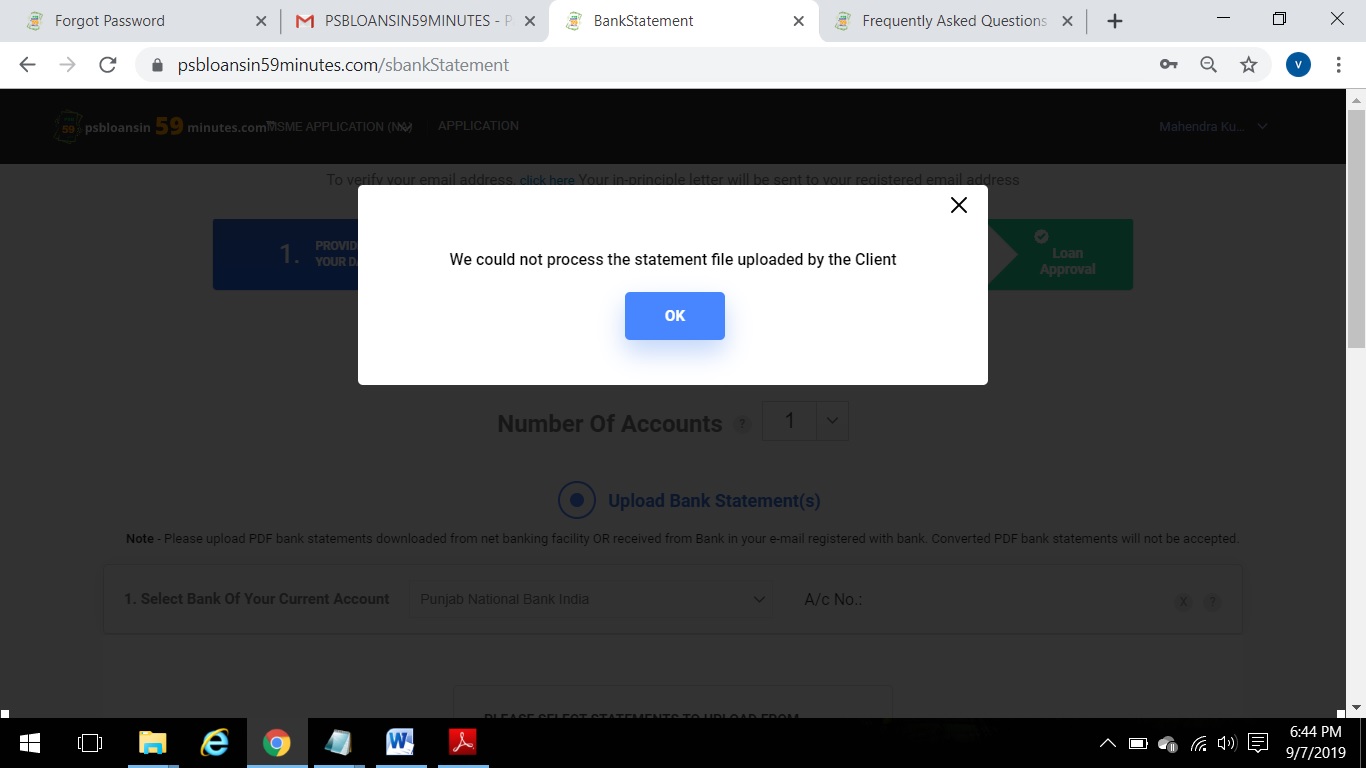 Forgot Password
PSBLOANSIN59MINUTES - P
BankStatement
Frequently Asked Questions
psbloansin59minutes.com/sbankStatement
V
psbloansin 59 minutes.com
MSME APPLICATION
APPLICATION
Mahendra Ku...
To verify your email address, click here Your in-principle letter will be sent to your registered email address
1. PROVID
YOUR DA
Loan
Approval
We could not process the statement file uploaded by the Client
OK
Number Of Accounts ? 1
Upload Bank Statement(s)
Note - Please upload PDF bank statements downloaded from net banking facility OR received from Bank in your e-mail registered with bank. Converted PDF bank statements will not be accepted.
1. Select Bank Of Your Current Account Punjab National Bank India A/c No.: X ?
PLEASE SELECT STATEMENTS TO UPLOAD FROM
6:44 PM
9/7/2019